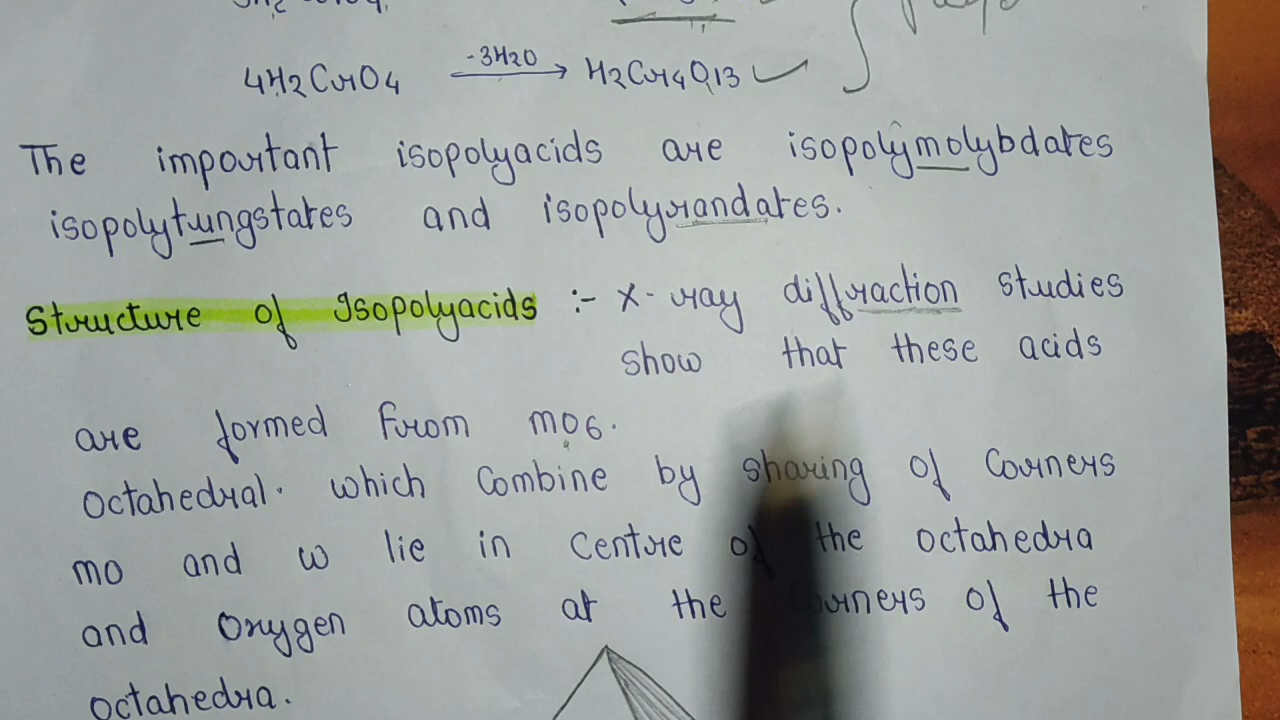 4H2CrO4 -3H2O → H2Cr4O13 ✓
The important isopolyacids are isopolymolybdates
isopolytungstates and isopolyrandates.
Structure of Isopolyacids :- X-ray diffraction studies
show that these acids
are formed from mo6.
Octahedral. which Combine by sharing of Corners
mo and w lie in Centre of the octahedra
and Oxygen atoms at the Corners of the
octahedra.